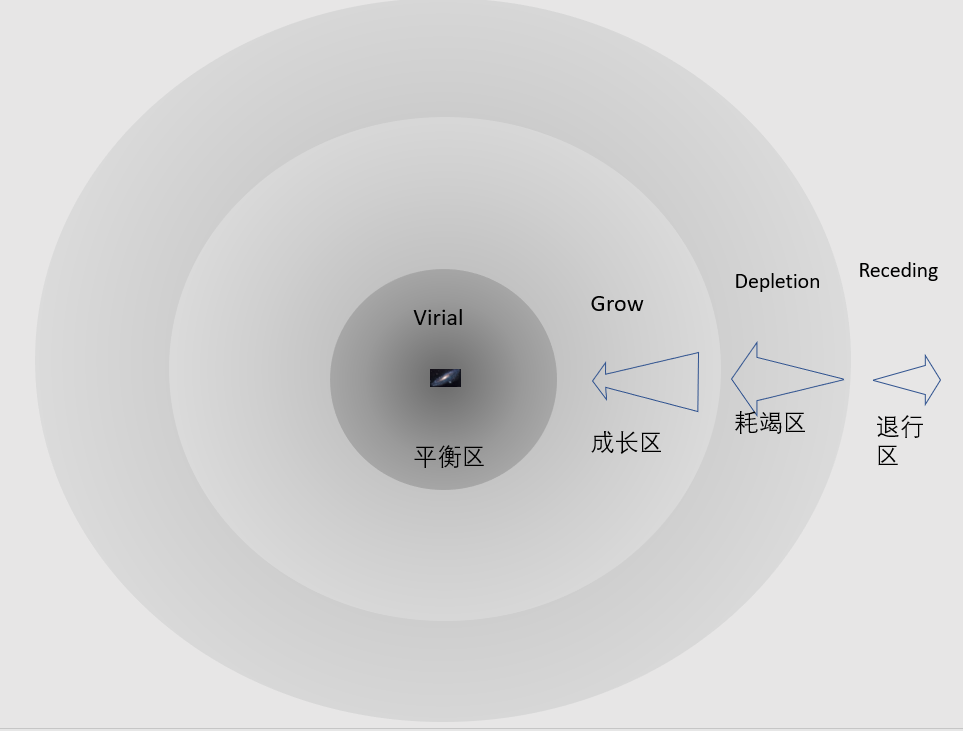 Virial
平衡区
Grow
成长区
Depletion
耗竭区
Receding
退行
区